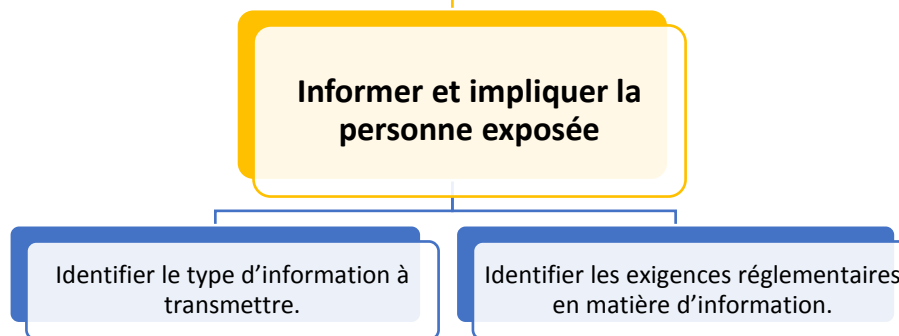 Informer et impliquer la
personne exposée
Identifier le type d’information à
transmettre.
Identifier les exigences réglementaires
en matière d’information.